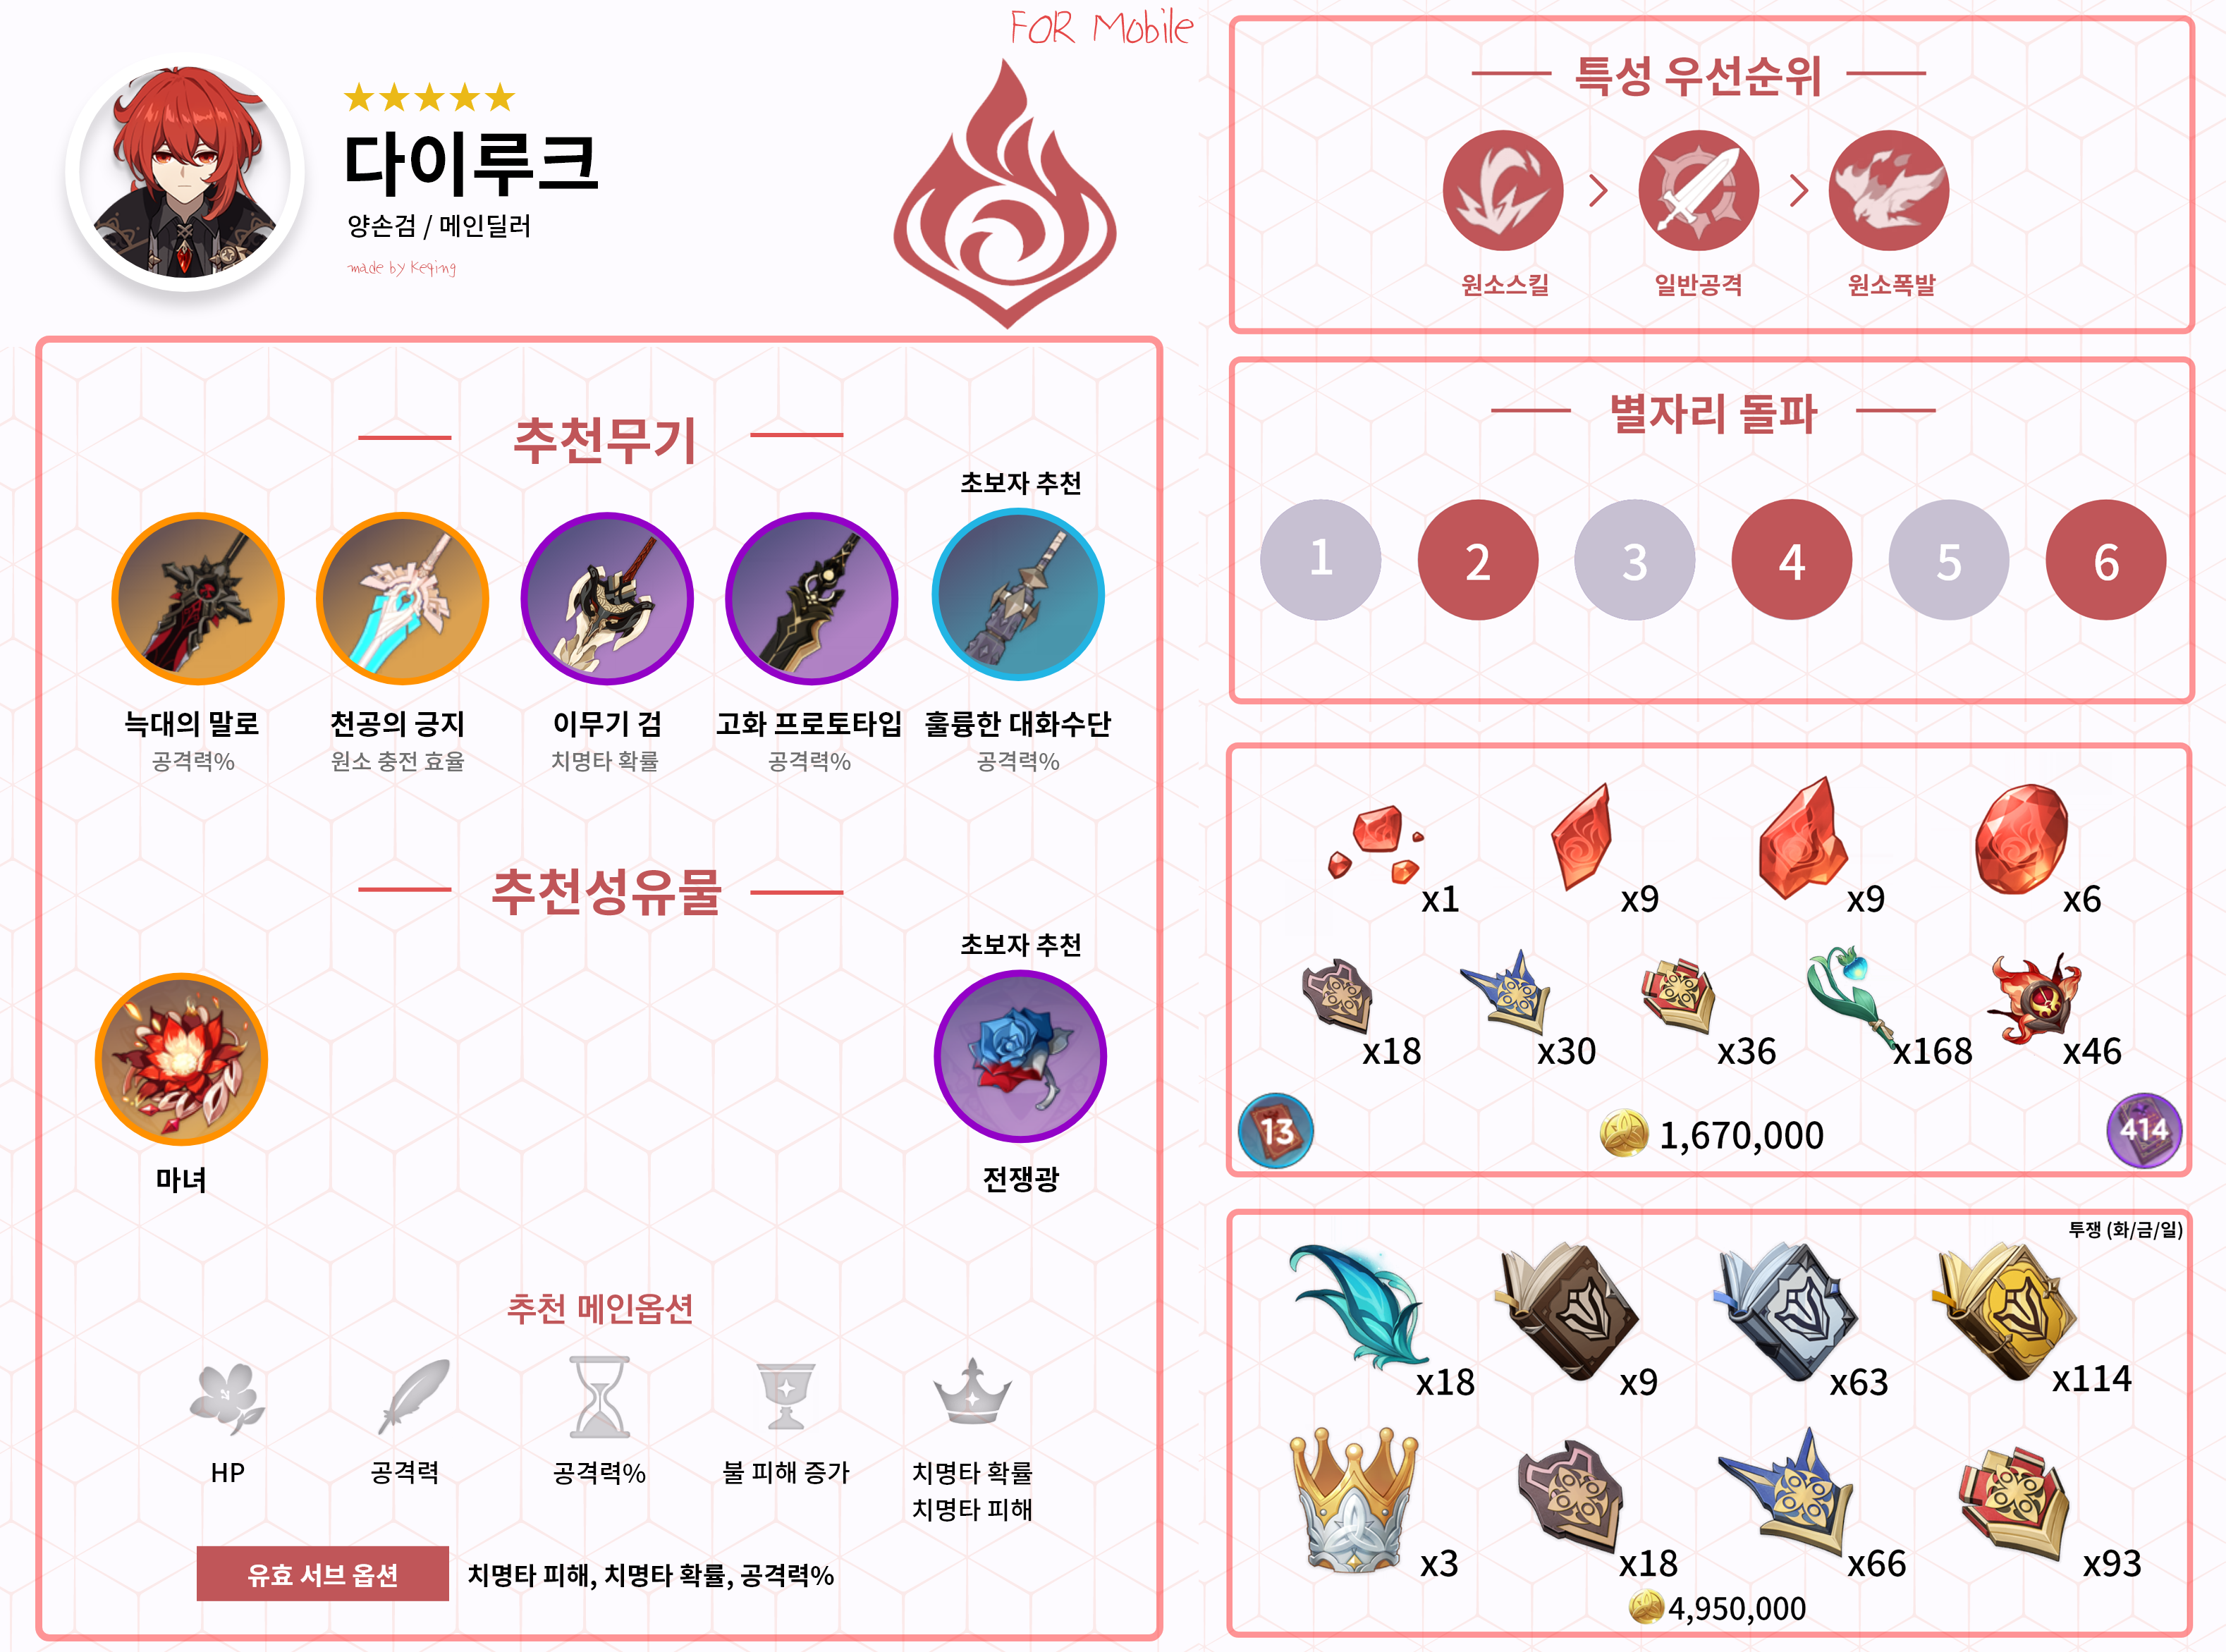 FOR Mobile
다이루크
양손검 / 메인딜러
made by Keqing
추천무기
초보자 추천
늑대의 말로 천공의 긍지 이무기 검 고화 프로토타입 훌륭한 대화수단
공격력% 원소 충전 효율 치명타 확률 공격력% 공격력%
추천성유물
초보자 추천
마녀 전쟁광
추천 메인옵션
HP 공격력 공격력% 불 피해 증가 치명타 확률
치명타 피해
유효 서브 옵션 치명타 피해, 치명타 확률, 공격력%
특성 우선순위
원소스킬 > 일반공격 > 원소폭발
별자리 돌파
1 2 3 4 5 6
x1 x9 x9 x6
x18 x30 x36 x168 x46
13 1,670,000 414
투쟁 (화/금/일)
x18 x9 x63 x114
x3 x18 x66 x93
4,950,000